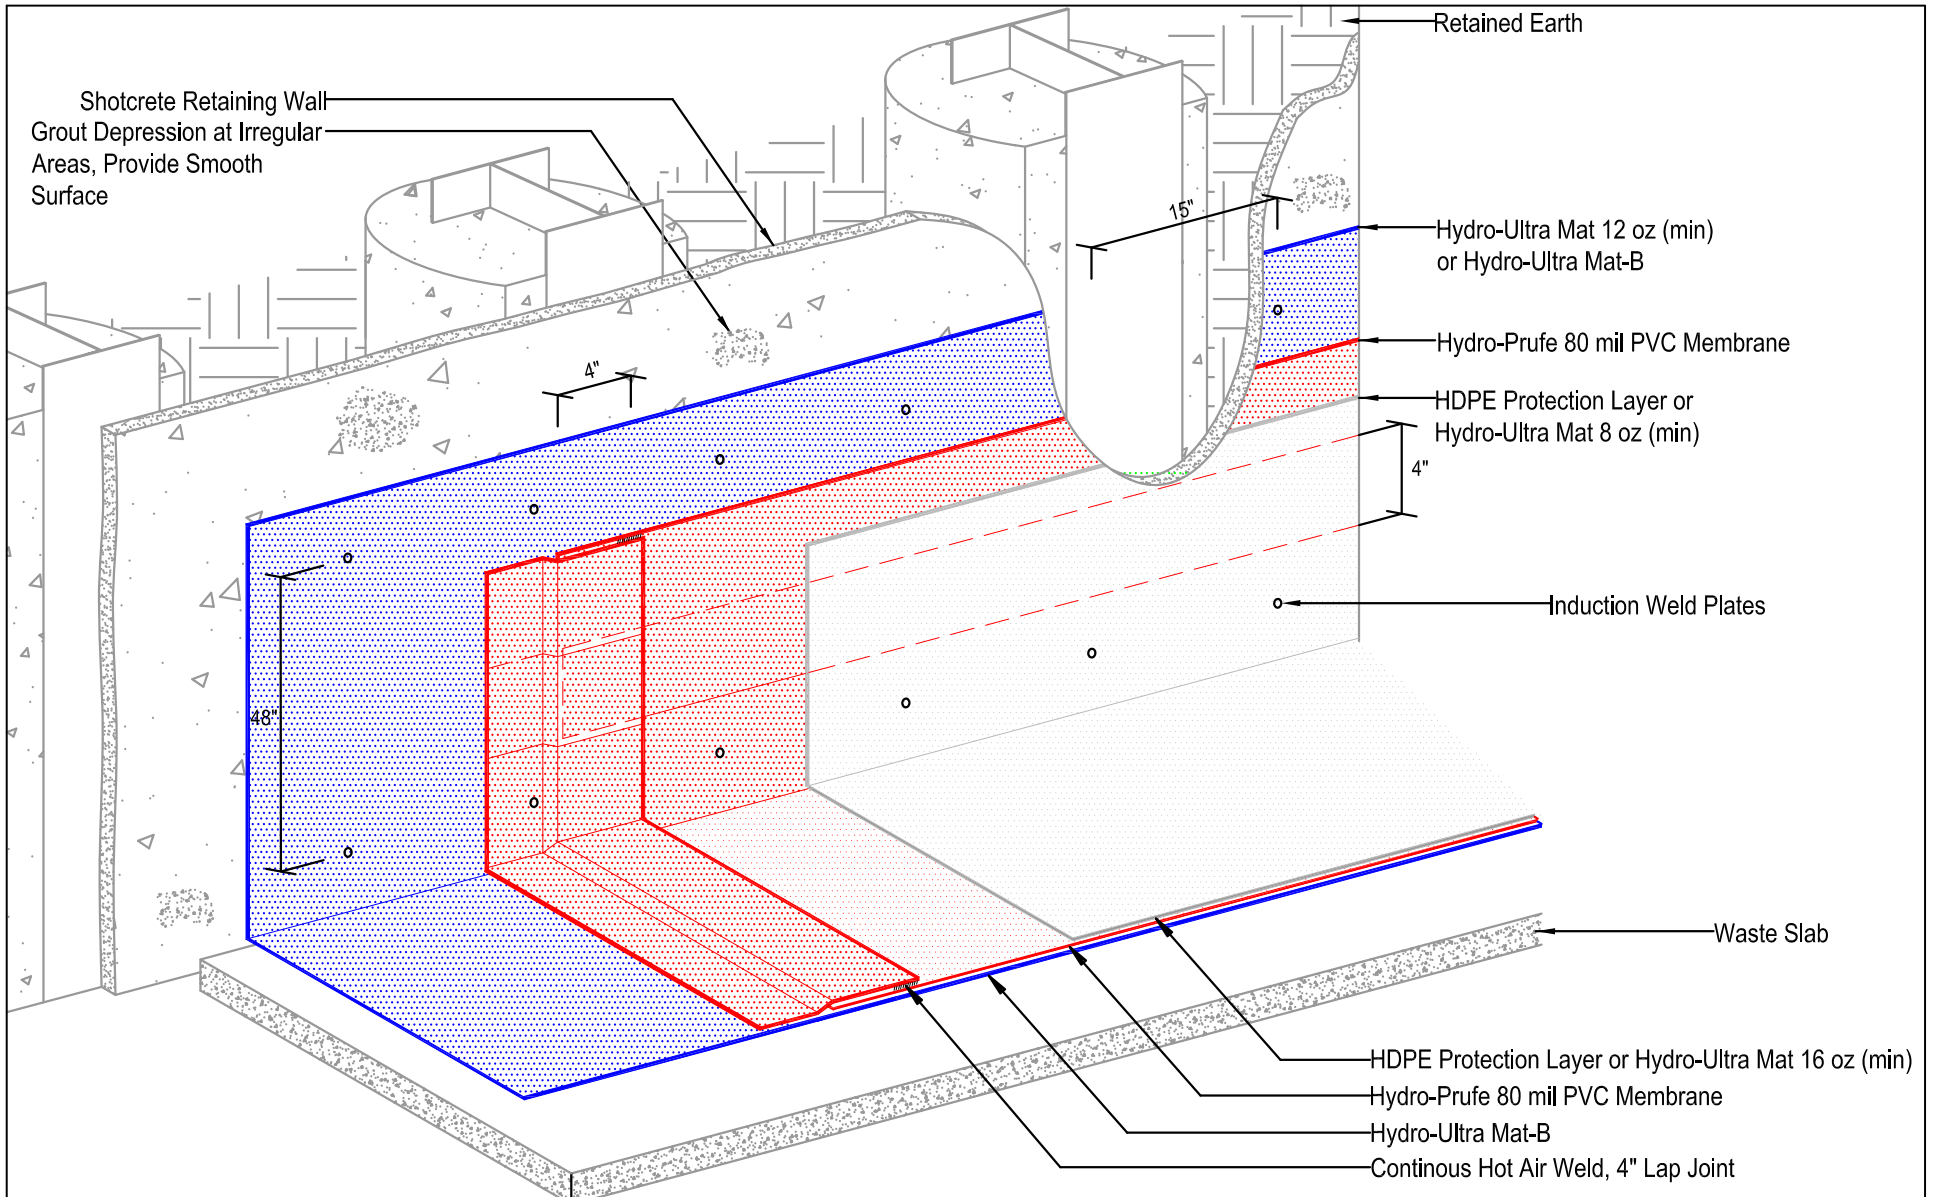 Retained Earth
Shotcrete Retaining Wall
Grout Depression at Irregular
Areas, Provide Smooth
Surface
15"
Hydro-Ultra Mat 12 oz (min)
or Hydro-Ultra Mat-B
Hydro-Prufe 80 mil PVC Membrane
4"
HDPE Protection Layer or
Hydro-Ultra Mat 8 oz (min)
4"
Induction Weld Plates
48"
Waste Slab
HDPE Protection Layer or Hydro-Ultra Mat 16 oz (min)
Hydro-Prufe 80 mil PVC Membrane
Hydro-Ultra Mat-B
Continous Hot Air Weld, 4" Lap Joint